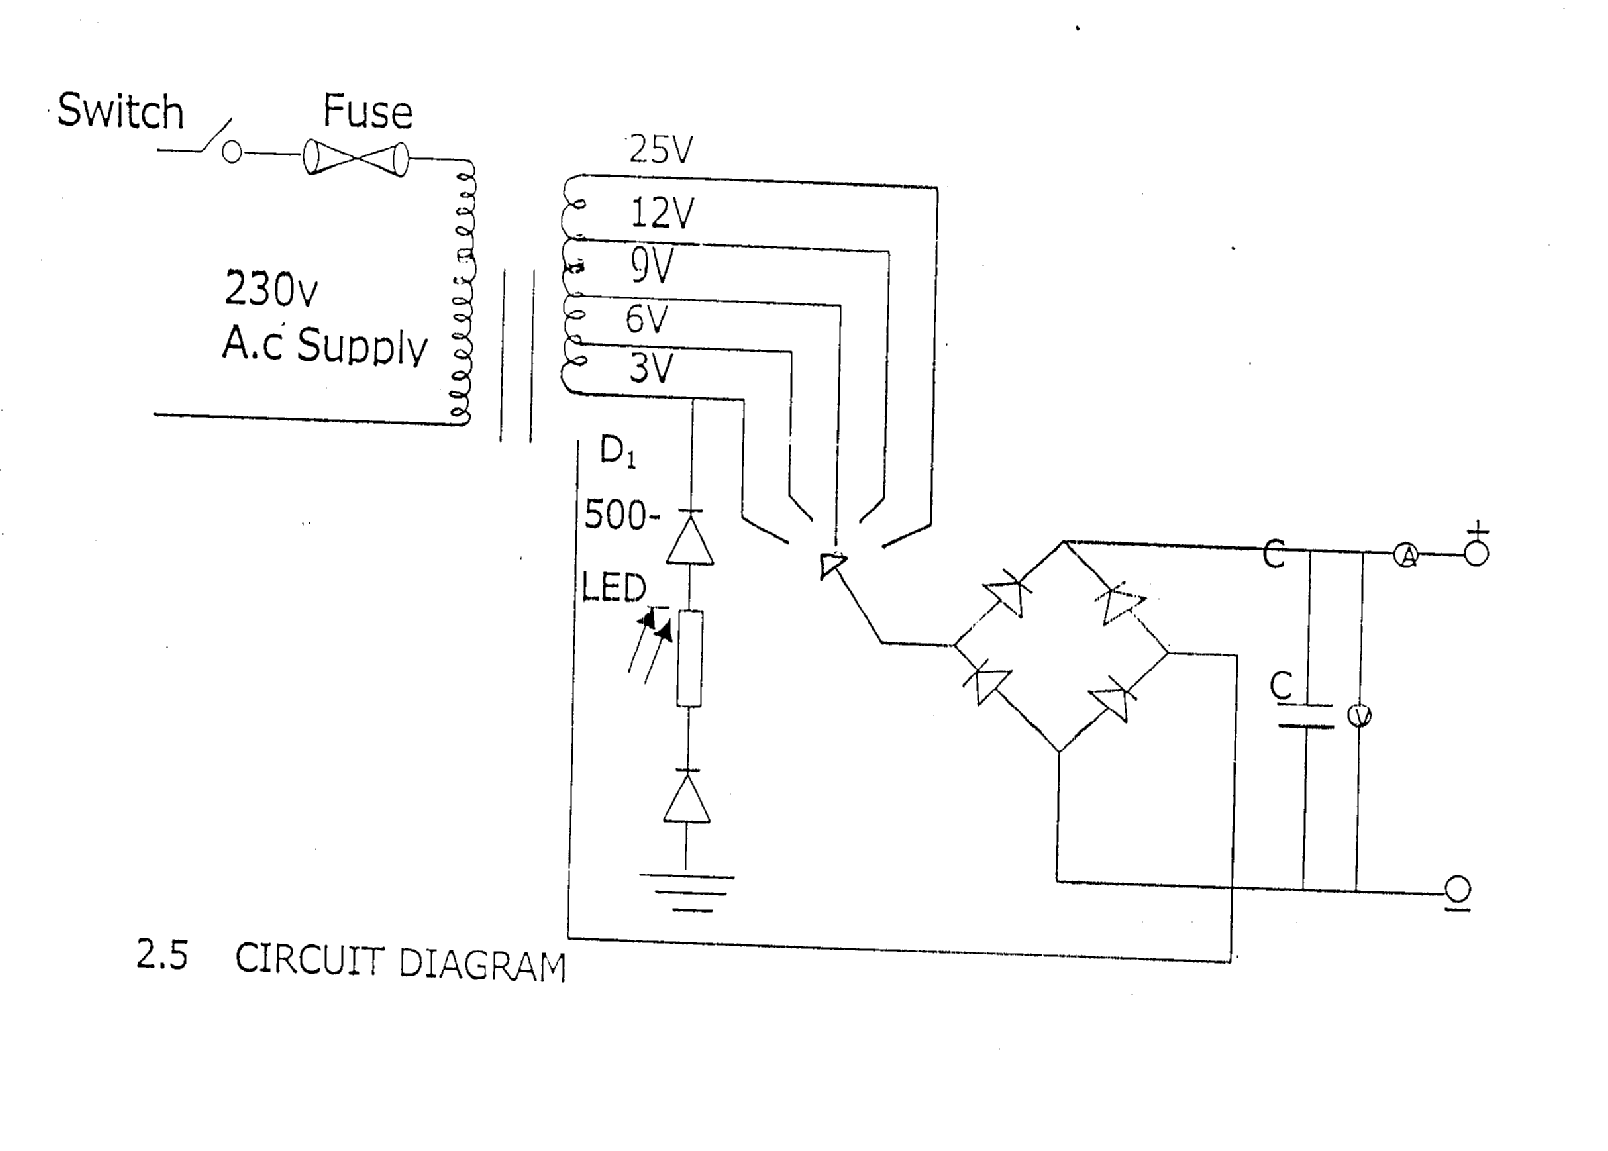 Switch
Fuse
25V
12V
9V
6V
3V
230v
A.c Supply
D₁
500-
LED
C
A
+
C
V
2.5 CIRCUIT DIAGRAM